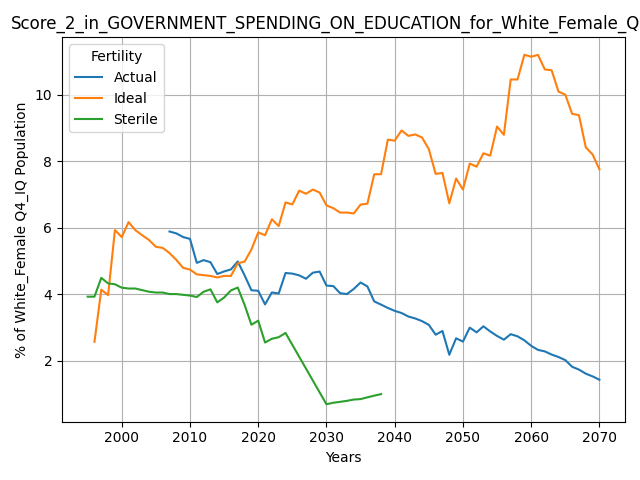 Score_2_in_GOVERNMENT_SPENDING_ON_EDUCATION_for_White_Female_Q
Fertility
Actual
Ideal
Sterile
% of White_Female Q4_IQ Population
10
8
6
4
2
2000 2010 2020 2030 2040 2050 2060 2070
Years